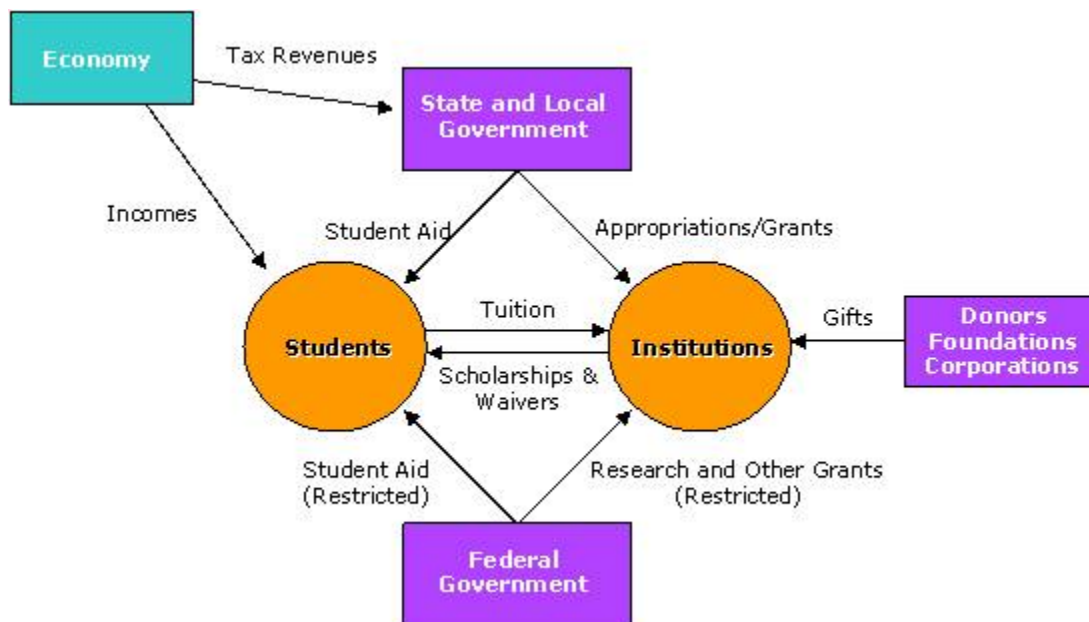 Economy
Tax Revenues
State and Local
Government
Incomes
Student Aid
Appropriations/Grants
Students
Tuition
Scholarships &
Waivers
Institutions
Gifts
Donors
Foundations
Corporations
Student Aid
(Restricted)
Research and Other Grants
(Restricted)
Federal
Government